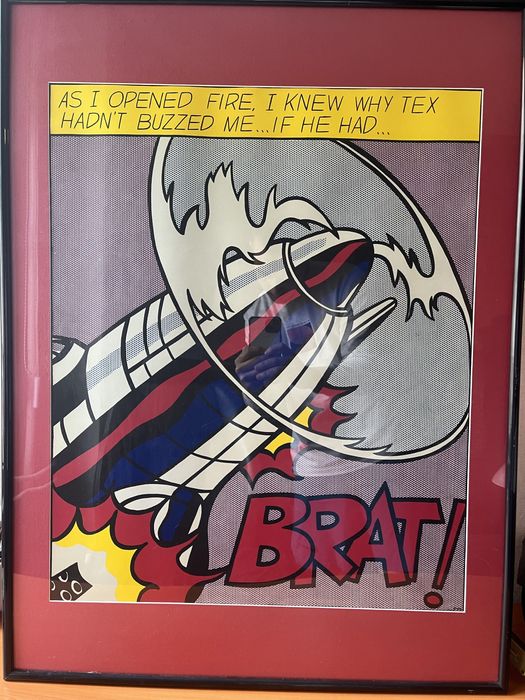 AS I OPENED FIRE, I KNEW WHY TEX
HADN'T BUZZED ME...IF HE HAD...
BRAT!